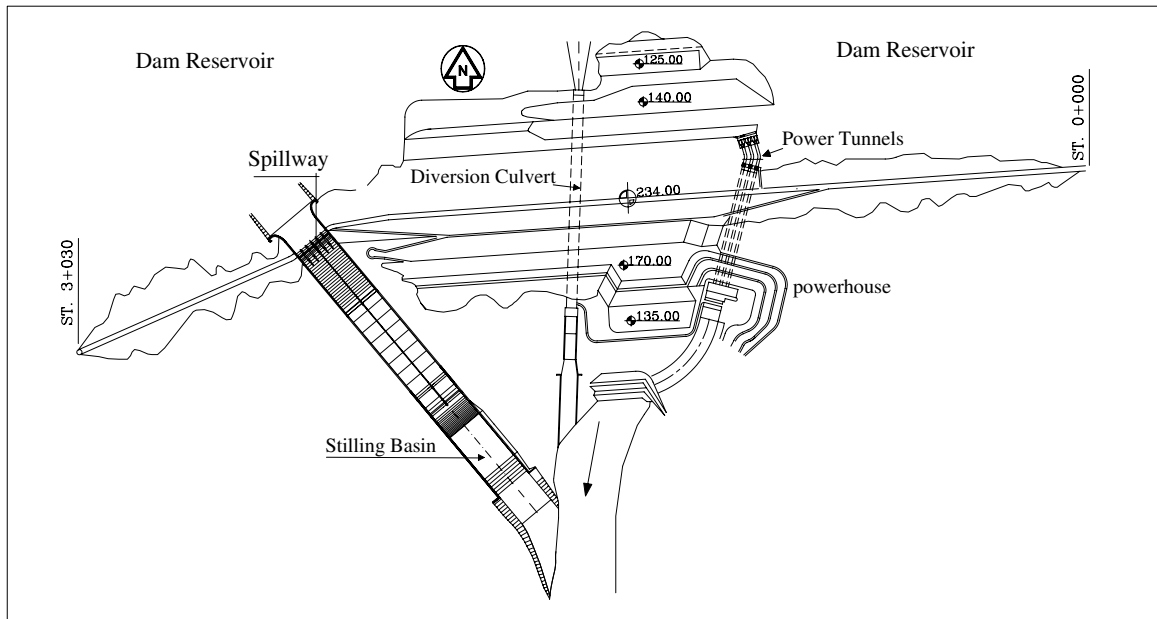 Dam Reservoir
Dam Reservoir
N
125.00
140.00
ST. 0+000
Power Tunnels
Spillway
Diversion Culvert
234.00
ST. 3+030
170.00
powerhouse
135.00
Stilling Basin